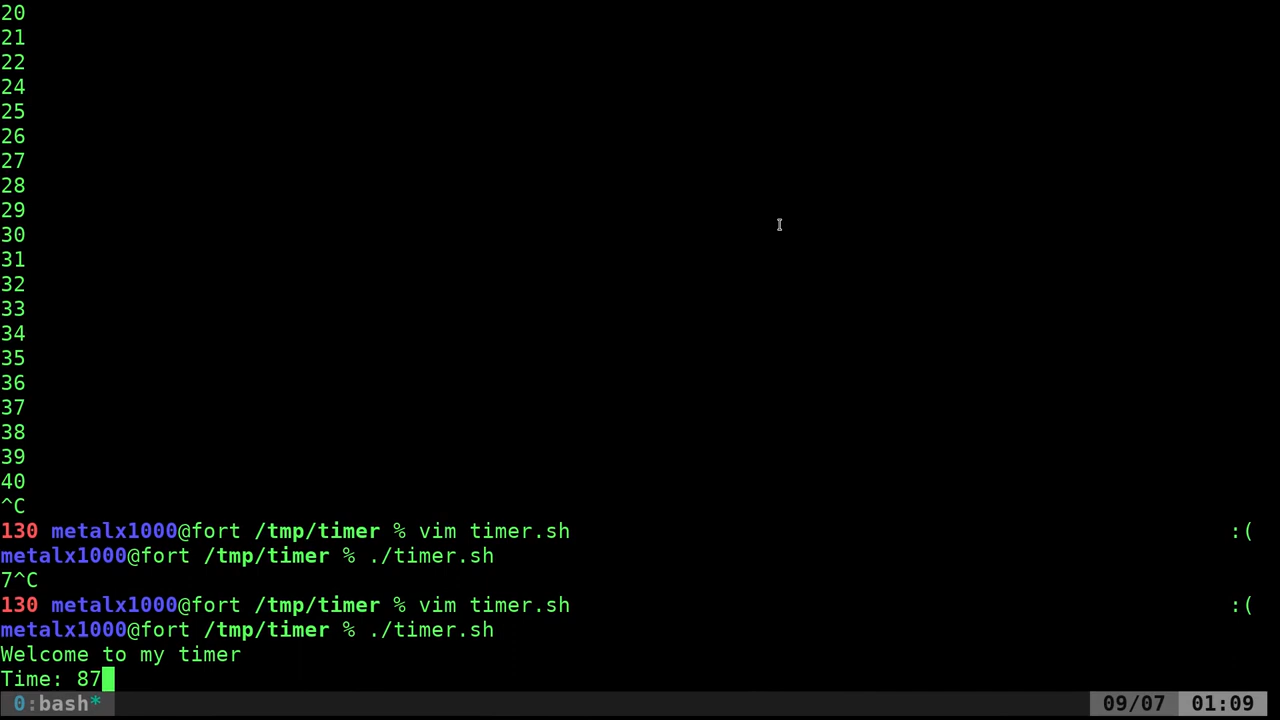 20
21
22
24
25
26
27
28
29
30
31
32
33
34
35
36
37
38
39
40
^C
130 metalx1000@fort /tmp/timer % vim timer.sh :(
metalx1000@fort /tmp/timer % ./timer.sh
7^C
130 metalx1000@fort /tmp/timer % vim timer.sh :(
metalx1000@fort /tmp/timer % ./timer.sh
Welcome to my timer
Time: 87
0:bash* 09/07 01:09